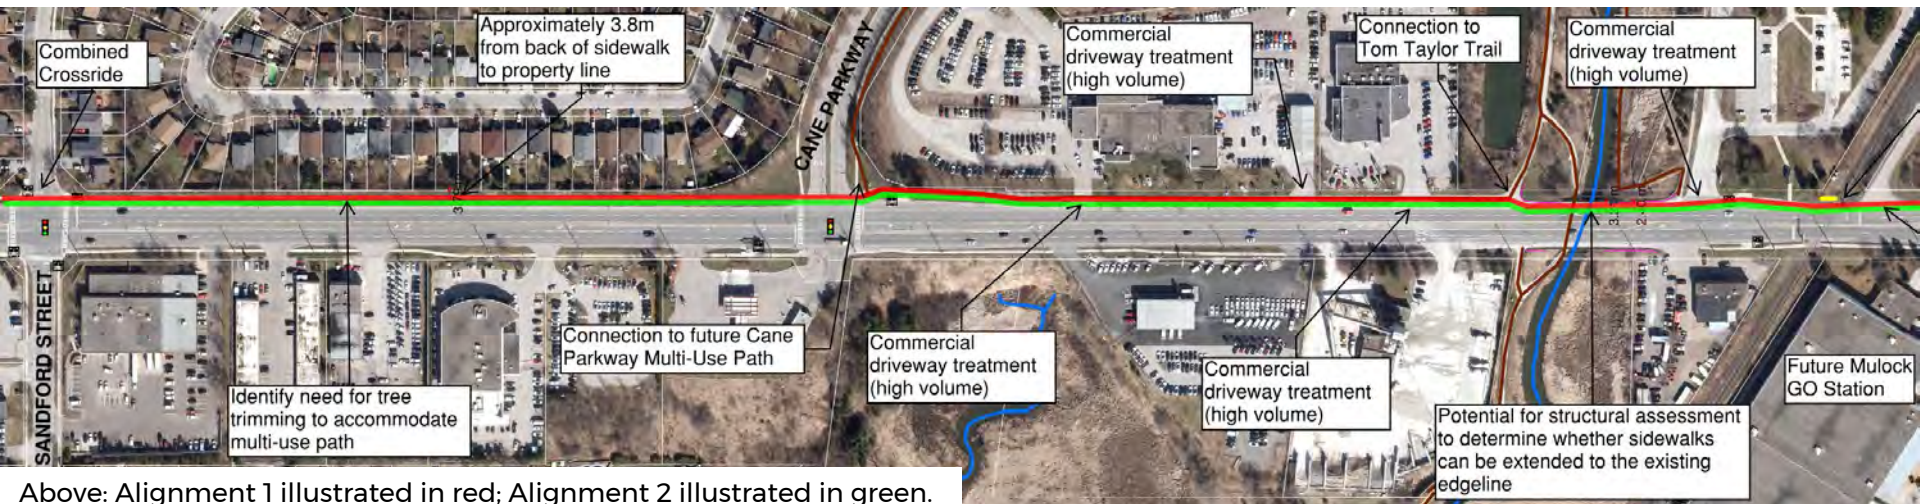 Combined
Crossride
Approximately 3.8m
from back of sidewalk
to property line
CANE PARKWAY
Commercial
driveway treatment
(high volume)
Connection to
Tom Taylor Trail
Commercial
driveway treatment
(high volume)
SANDFORD STREET
Identify need for tree
trimming to accommodate
multi-use path
Connection to future Cane
Parkway Multi-Use Path
Commercial
driveway treatment
(high volume)
Commercial
driveway treatment
(high volume)
Potential for structural assessment
to determine whether sidewalks
can be extended to the existing
edgeline
Future Mulock
GO Station
Above: Alignment 1 illustrated in red; Alignment 2 illustrated in green.